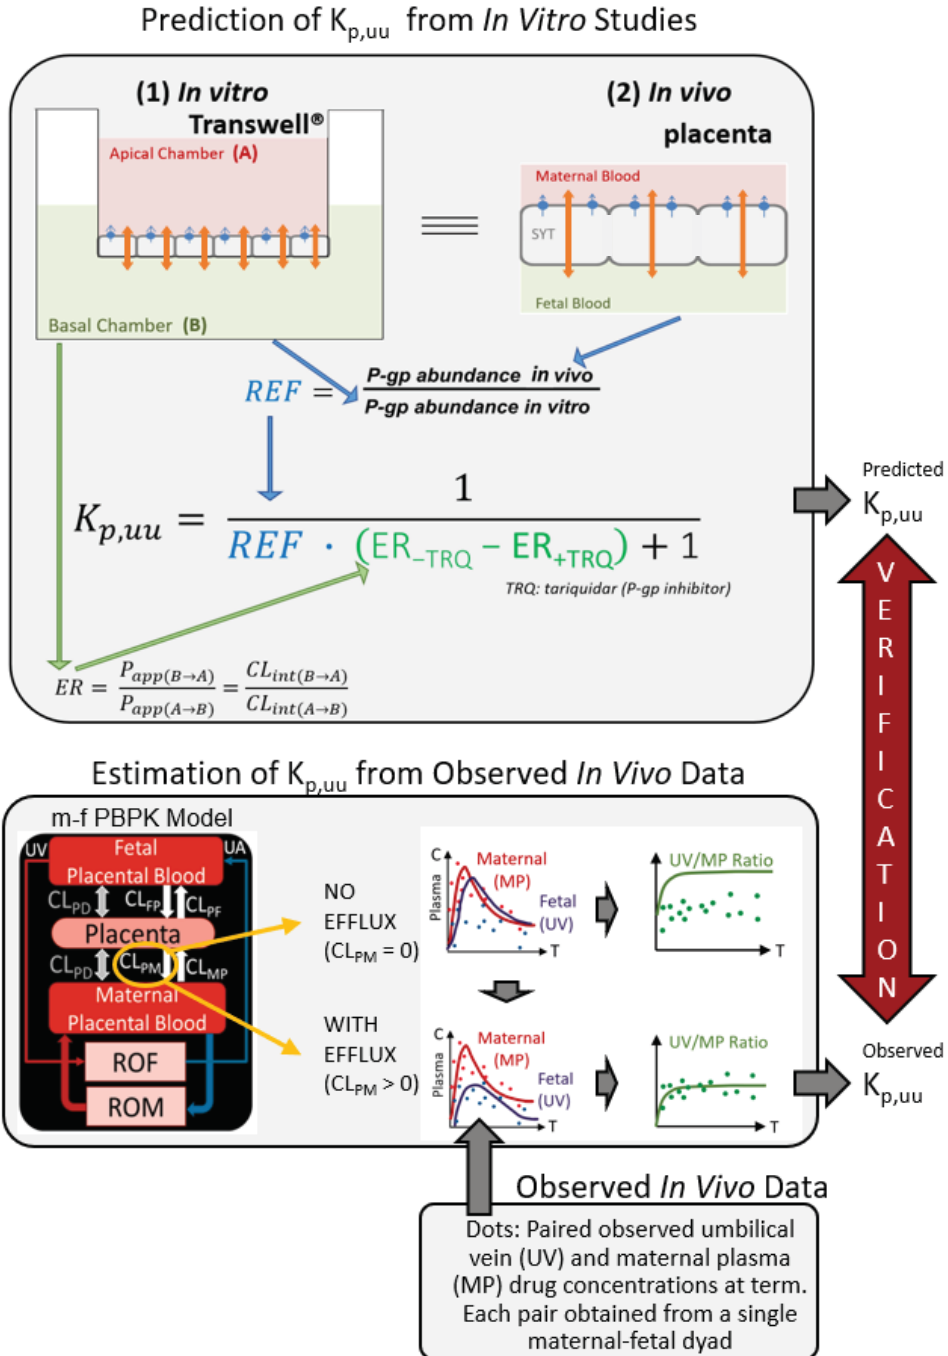 Prediction of Kp,uu from In Vitro Studies
(1) In vitro
Transwell®
(2) In vivo
placenta
Apical Chamber (A)
Basal Chamber (B)
Maternal Blood
SYT
Fetal Blood
REF = P-gp abundance in vivo / P-gp abundance in vitro
Kp,uu = 1 / REF · (ER−TRQ − ER+TRQ) + 1
TRQ: tariquidar (P-gp inhibitor)
ER = Papp(B→A) / Papp(A→B) = CLint(B→A) / CLint(A→B)
Predicted
Kp,uu
VERIFICATION
Estimation of Kp,uu from Observed In Vivo Data
m-f PBPK Model
UV
Fetal
UA
Placental Blood
CLPD
CLFP
CLPF
Placenta
CLPD
CLPM
CLMP
Maternal
Placental Blood
ROF
ROM
NO
EFFLUX
(CLPM = 0)
WITH
EFFLUX
(CLPM > 0)
C
Plasma
Maternal
(MP)
Fetal
(UV)
T
UV/MP Ratio
T
C
Plasma
Maternal
(MP)
Fetal
(UV)
T
UV/MP Ratio
T
Observed
Kp,uu
Observed In Vivo Data
Dots: Paired observed umbilical
vein (UV) and maternal plasma
(MP) drug concentrations at term.
Each pair obtained from a single
maternal-fetal dyad